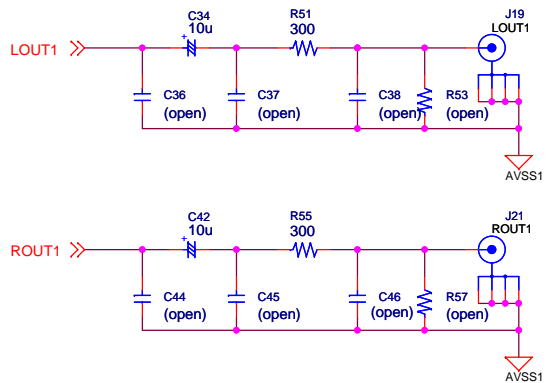 C34
10u
R51
300
J19
LOUT1
LOUT1
+
C36
(open)
C37
(open)
C38
(open)
R53
(open)
AVSS1
C42
10u
R55
300
J21
ROUT1
ROUT1
+
C44
(open)
C45
(open)
C46
(open)
R57
(open)
AVSS1